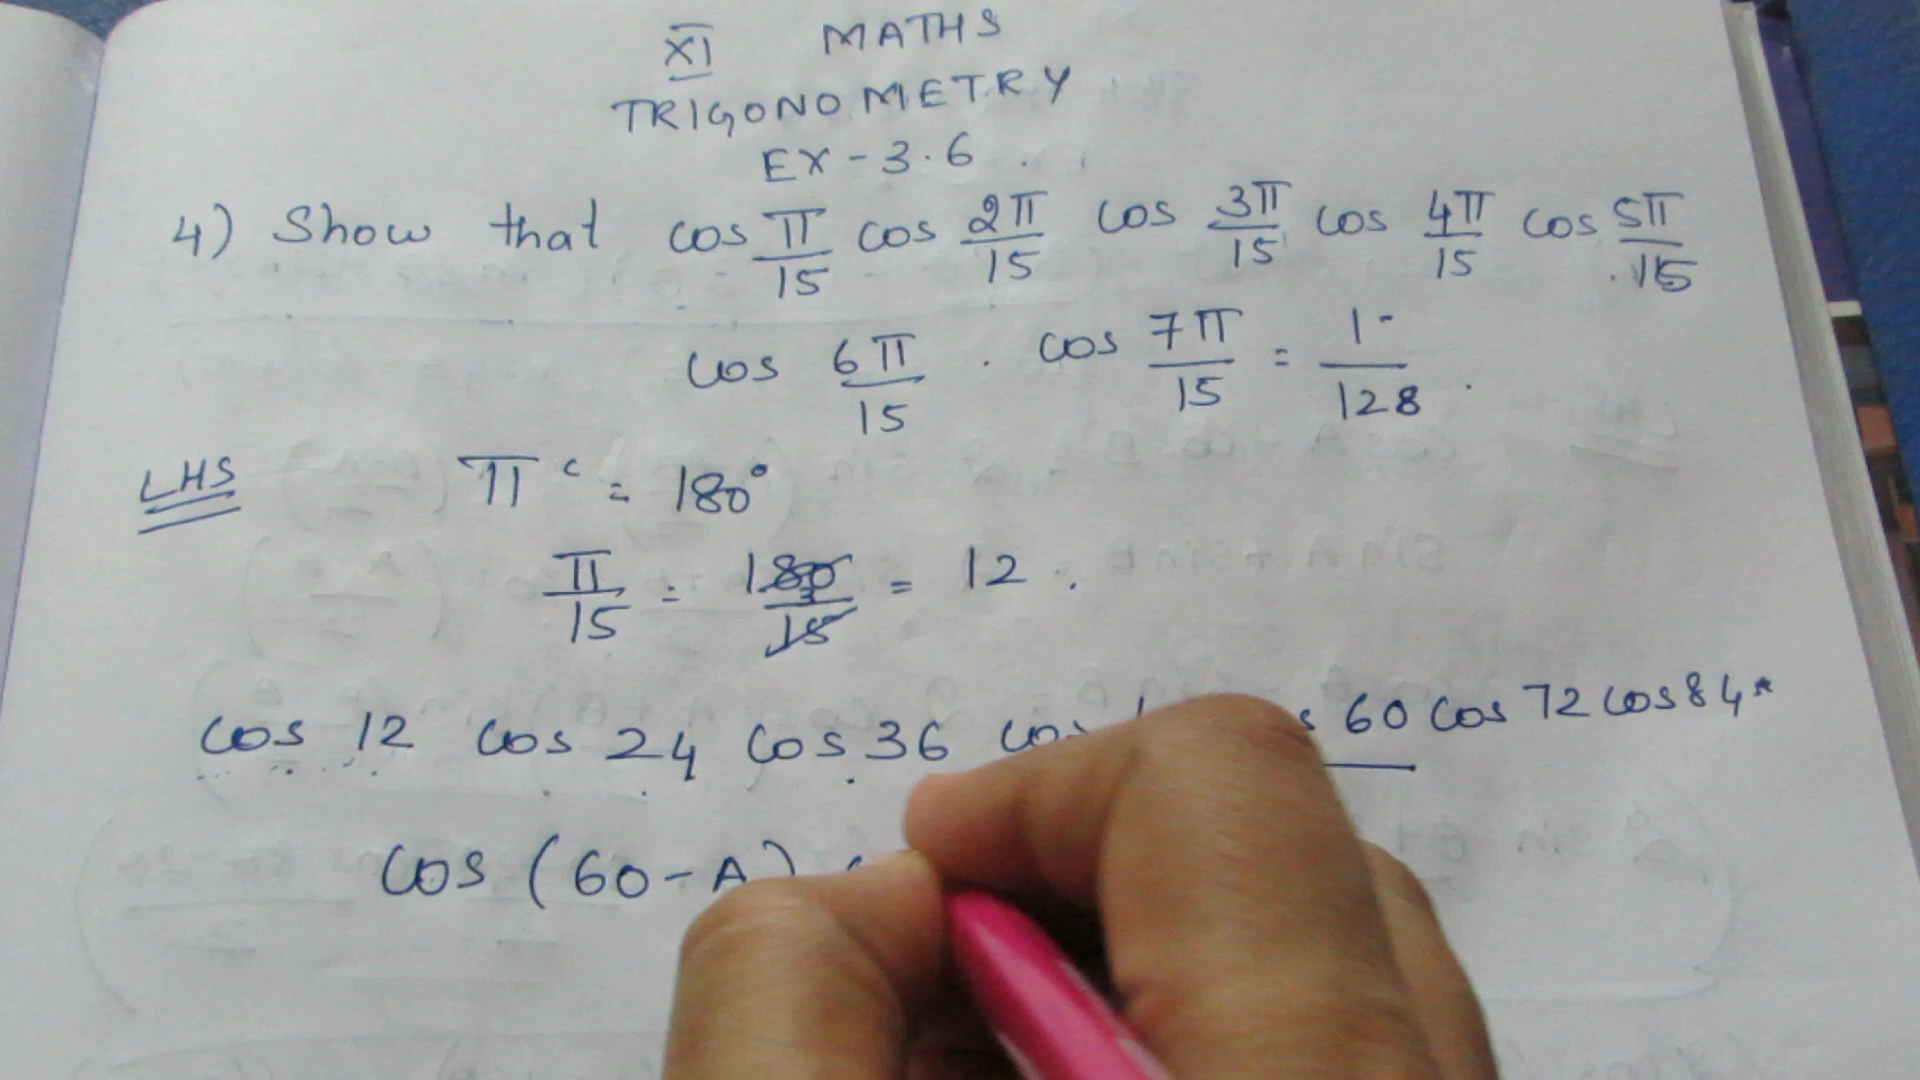 XI MATHS
TRIGONOMETRY
EX-3.6.
4) Show that cos π/15 cos 2π/15 cos 3π/15 cos 4π/15 cos 5π/15
cos 6π/15 . cos 7π/15 = 1/128.
LHS π^c = 180°
π/15 = 180/15 = 12.
cos 12 cos 24 cos 36 cos 60 cos 72 cos 84
cos (60-A)